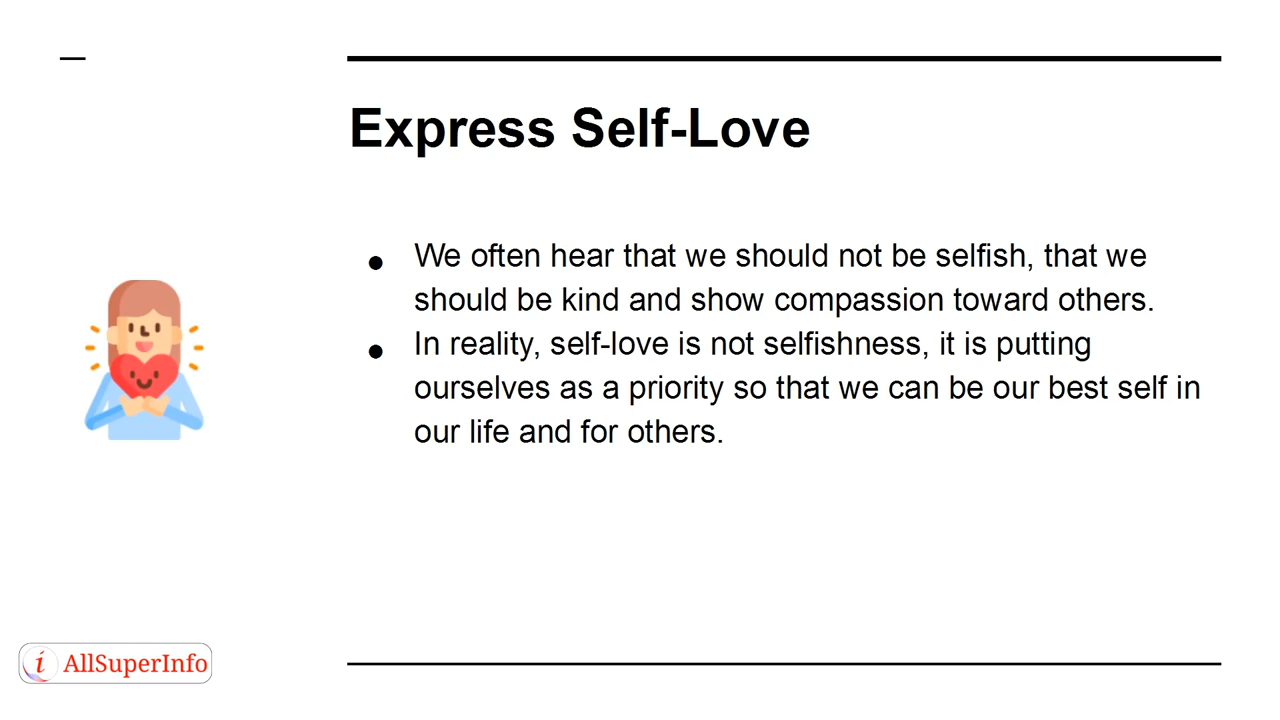 Express Self-Love
● We often hear that we should not be selfish, that we
should be kind and show compassion toward others.
● In reality, self-love is not selfishness, it is putting
ourselves as a priority so that we can be our best self in
our life and for others.
i AllSuperInfo